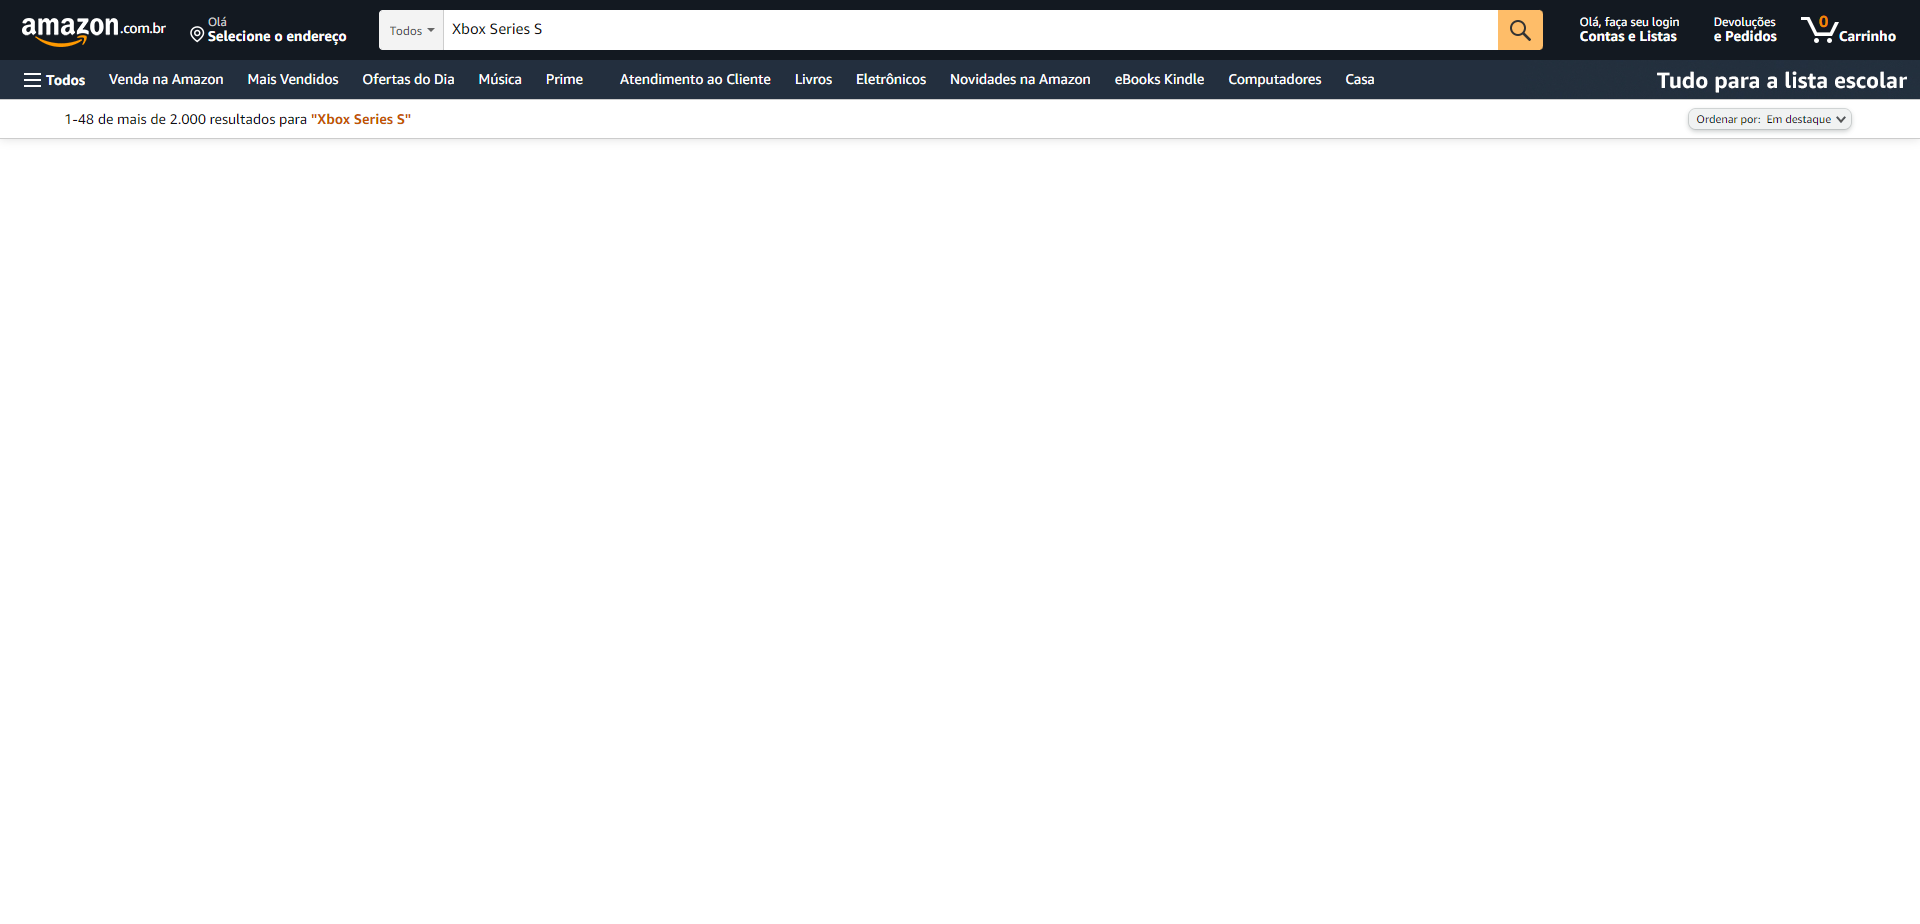 amazon.com.br
Olá
Selecione o endereço
Todos
Xbox Series S
Olá, faça seu login
Contas e Listas
Devoluções
e Pedidos
0
Carrinho
Todos
Venda na Amazon
Mais Vendidos
Ofertas do Dia
Música
Prime
Atendimento ao Cliente
Livros
Eletrônicos
Novidades na Amazon
eBooks Kindle
Computadores
Casa
Tudo para a lista escolar
1-48 de mais de 2.000 resultados para "Xbox Series S"
Ordenar por: Em destaque